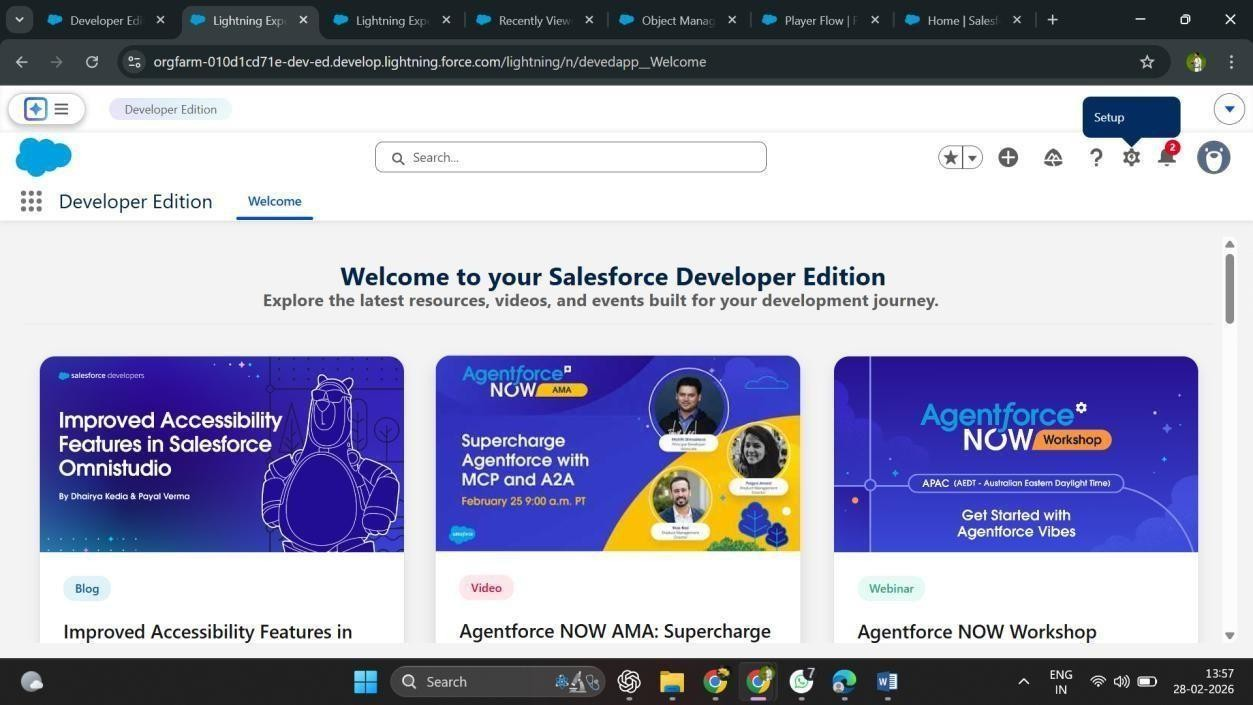 Developer Edi
Lightning Expe
Lightning Expe
Recently View
Object Manag
Player Flow | F
Home | Salesf
orgfarm-010d1cd71e-dev-ed.develop.lightning.force.com/lightning/n/devedapp__Welcome
Developer Edition
Setup
Search...
2
Developer Edition
Welcome
Welcome to your Salesforce Developer Edition
Explore the latest resources, videos, and events built for your development journey.
salesforce developers
Improved Accessibility
Features in Salesforce
Omnistudio
By Dhairya Kedia & Payal Verma
Blog
Improved Accessibility Features in
Agentforce
NOW AMA
Supercharge
Agentforce with
MCP and A2A
February 25 9:00 a.m. PT
salesforce
Video
Agentforce NOW AMA: Supercharge
Agentforce
NOW Workshop
APAC (AEDT - Australian Eastern Daylight Time)
Get Started with
Agentforce Vibes
Webinar
Agentforce NOW Workshop
Search
7
ENG
IN
13:57
28-02-2026